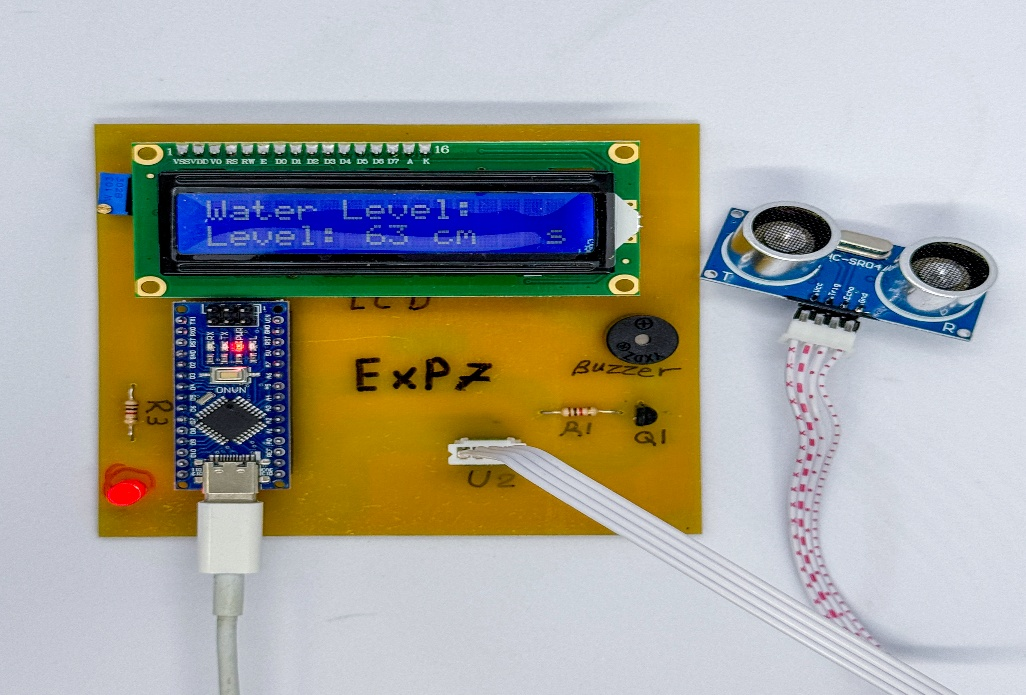 1 16
VSS VDD VO RS RW E D0 D1 D2 D3 D4 D5 D6 D7 A K
Water Level:
Level: 63 cm s
LCD
ExP7
Buzzer
R3
R1
Q1
U2
NANO
HC-SR04
Vcc
Trig
Echo
Gnd
T
R